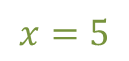 x = 5